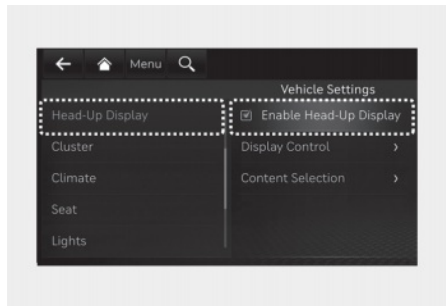 Menu
Vehicle Settings
Head-Up Display
Enable Head-Up Display
Cluster
Display Control
Climate
Content Selection
Seat
Lights